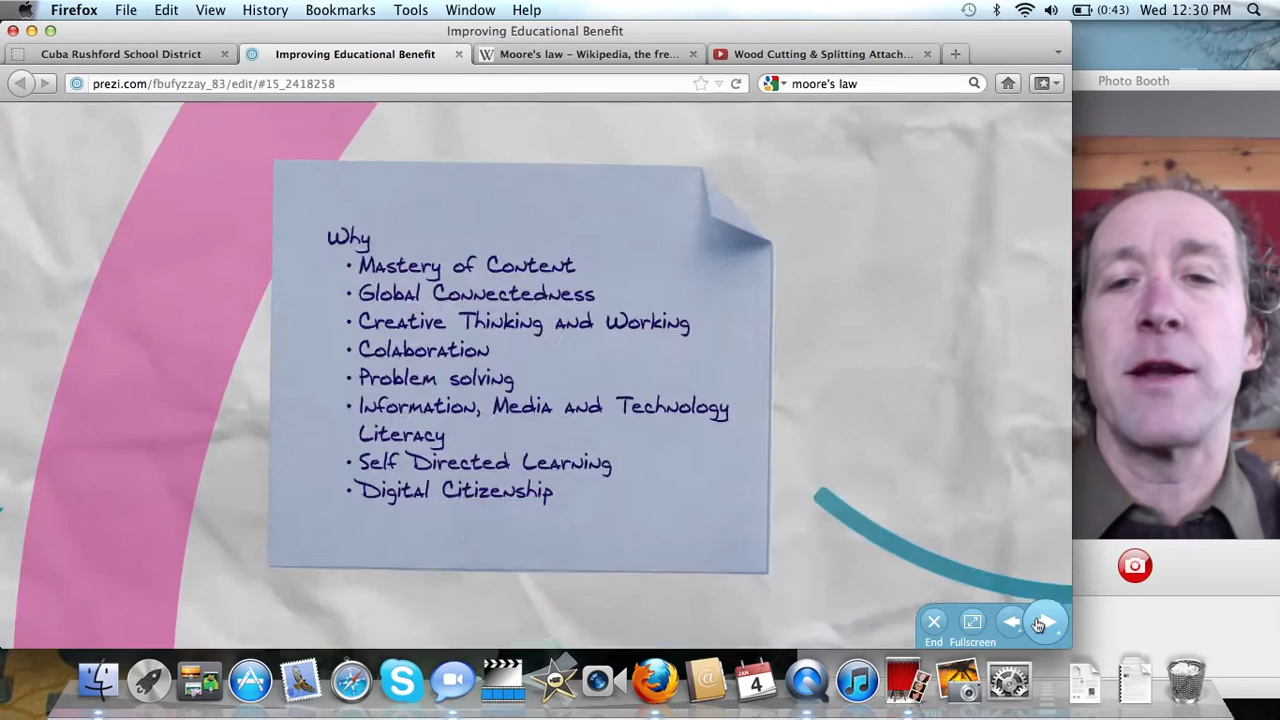 Firefox File Edit View History Bookmarks Tools Window Help (0:43) Wed 12:30 PM
Improving Educational Benefit
Photo Booth
Cuba Rushford School District
Improving Educational Benefit
Moore's law – Wikipedia, the fre...
Wood Cutting & Splitting Attach...
prezi.com/fbufyzzay_83/edit/#15_2418258
moore's law
Why
• Mastery of Content
• Global Connectedness
• Creative Thinking and Working
• Colaboration
• Problem solving
• Information, Media and Technology
Literacy
• Self Directed Learning
• Digital Citizenship
End Fullscreen
4